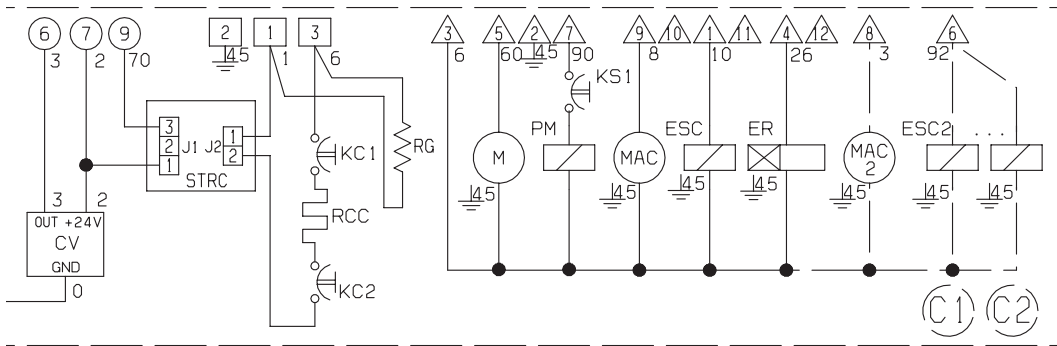 6 7 9 2 1 3 3 5 2 7 9 10 1 11 4 12 8 6
3 2 70 45 1 6 6 60 45 90 8 10 26 3 92
KS1
3 2 1 J1 J2 1 2
STRC
KC1
RG
RCC
KC2
PM ESC ER ESC2 ...
M MAC MAC 2
45 45 45 45 45 45 45
3 2
OUT +24V
CV
GND
0
C1 C2